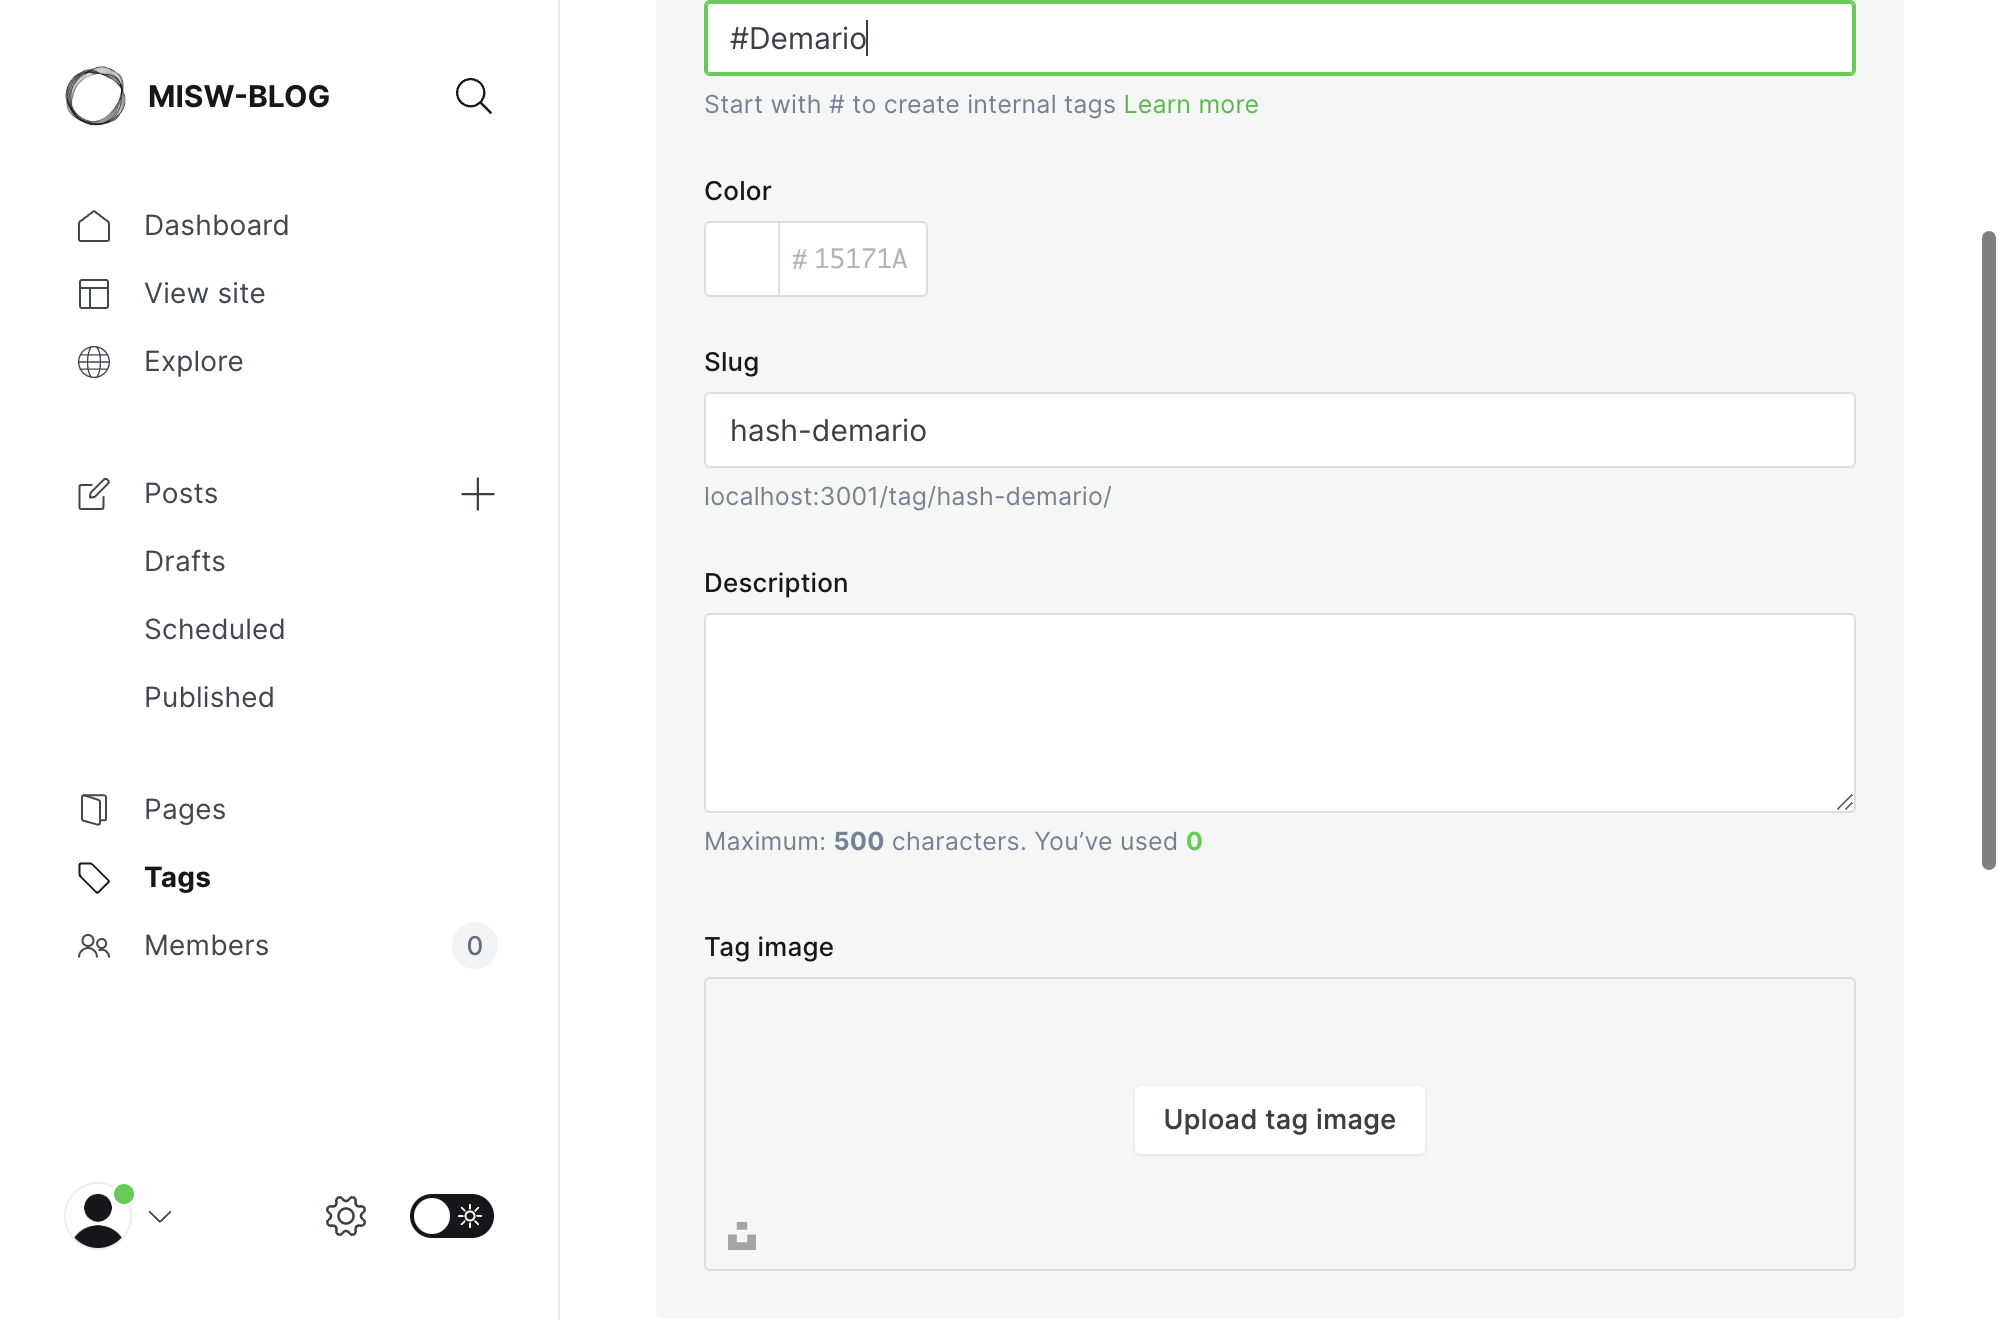 MISW-BLOG
Dashboard
View site
Explore
Posts
Drafts
Scheduled
Published
Pages
Tags
Members
0
#Demario
Start with # to create internal tags Learn more
Color
# 15171A
Slug
hash-demario
localhost:3001/tag/hash-demario/
Description
Maximum: 500 characters. You’ve used 0
Tag image
Upload tag image